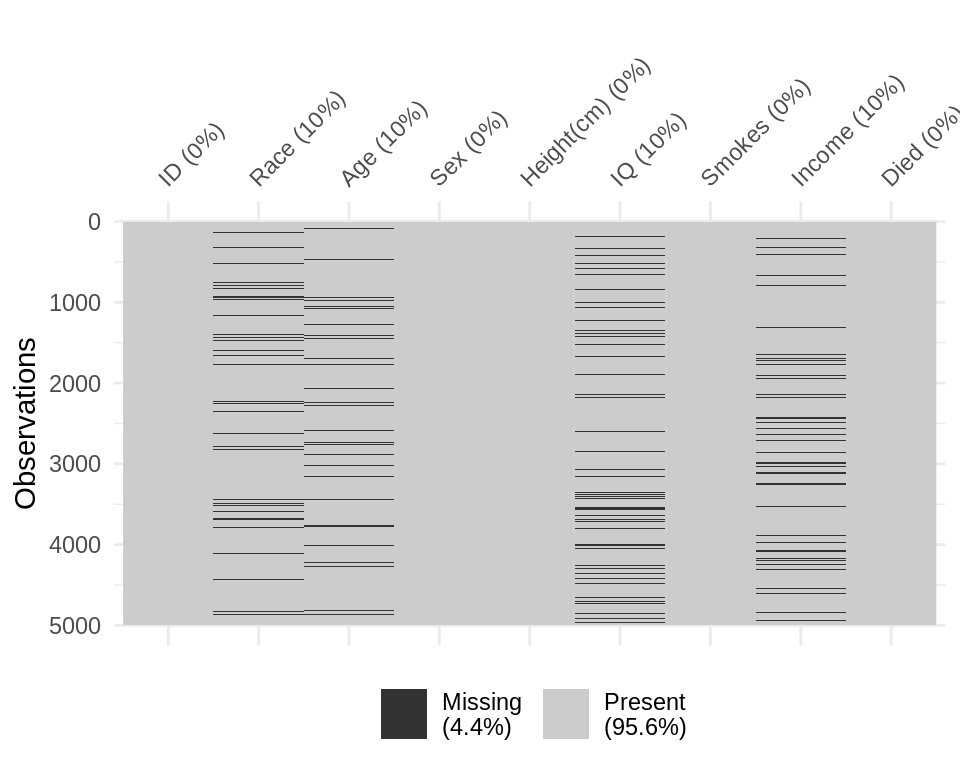 ID (0%)
Race (10%)
Age (10%)
Sex (0%)
Height(cm) (0%)
IQ (10%)
Smokes (0%)
Income (10%)
Died (0%)
0
1000
2000
3000
4000
5000
Observations
Missing
(4.4%)
Present
(95.6%)